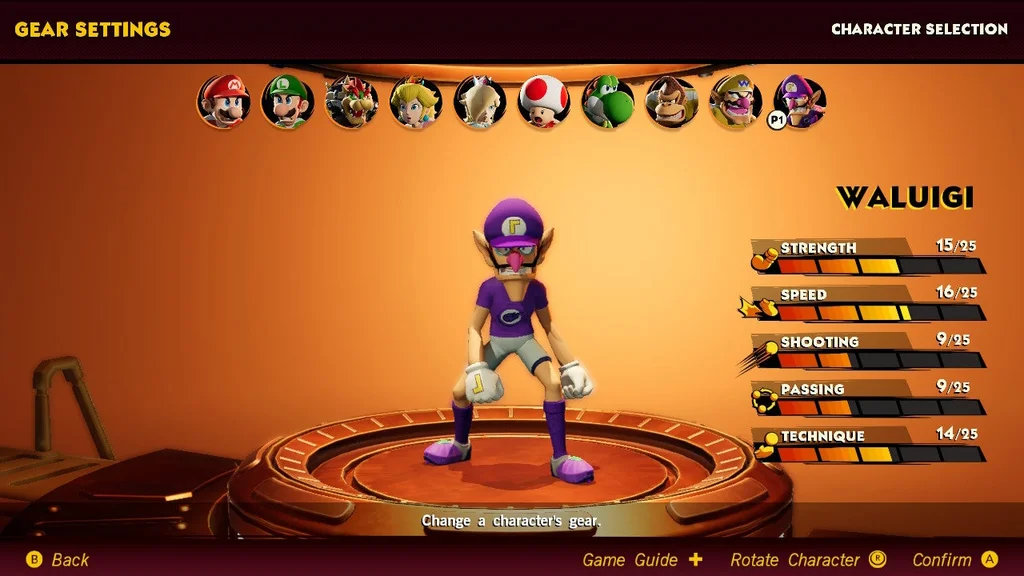 GEAR SETTINGS
CHARACTER SELECTION
P1
WALUIGI
STRENGTH 15/25
SPEED 16/25
SHOOTING 9/25
PASSING 9/25
TECHNIQUE 14/25
Change a character's gear.
B Back
Game Guide + Rotate Character R Confirm A